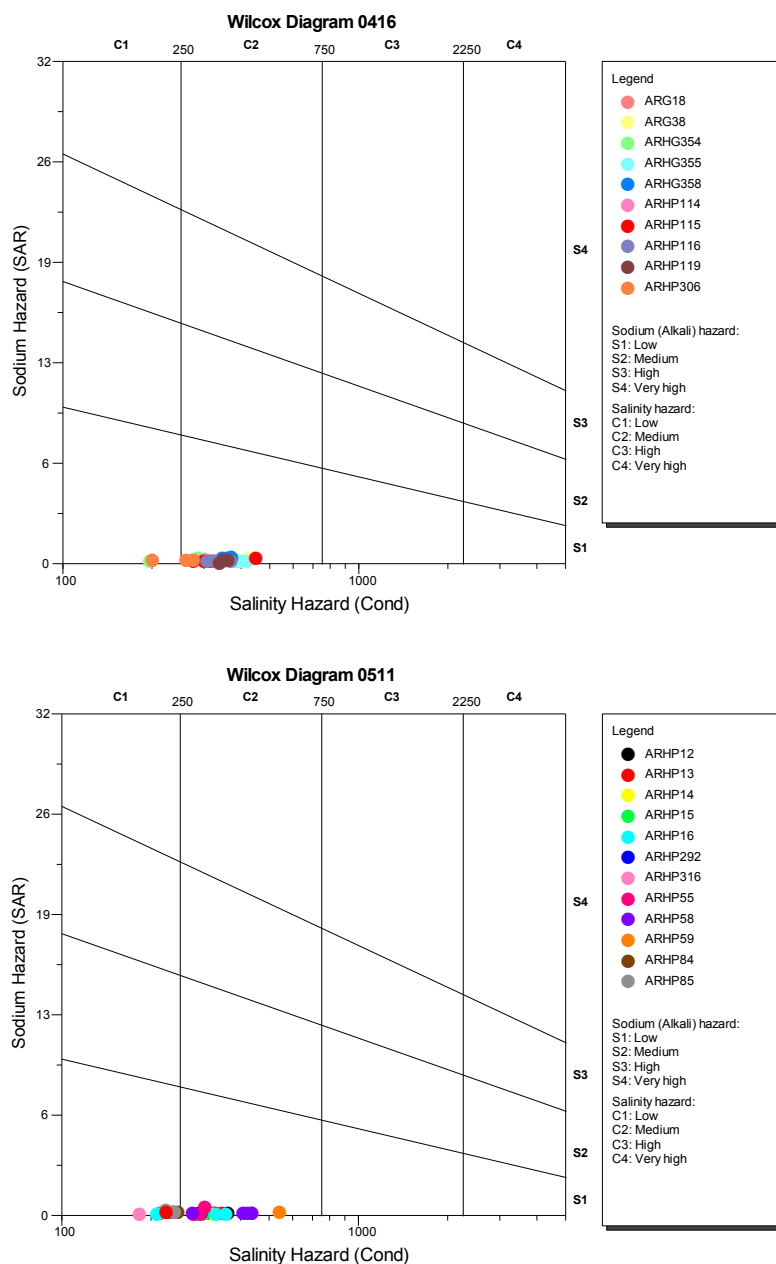 Wilcox Diagram 0416
C1 250 C2 750 C3 2250 C4
32
26
19
13
6
0
Sodium Hazard (SAR)
S4
S3
S2
S1
100 1000
Salinity Hazard (Cond)
Legend
ARG18
ARG38
ARHG354
ARHG355
ARHG358
ARHP114
ARHP115
ARHP116
ARHP119
ARHP306
Sodium (Alkali) hazard:
S1: Low
S2: Medium
S3: High
S4: Very high
Salinity hazard:
C1: Low
C2: Medium
C3: High
C4: Very high
Wilcox Diagram 0511
C1 250 C2 750 C3 2250 C4
32
26
19
13
6
0
Sodium Hazard (SAR)
S4
S3
S2
S1
100 1000
Salinity Hazard (Cond)
Legend
ARHP12
ARHP13
ARHP14
ARHP15
ARHP16
ARHP292
ARHP316
ARHP55
ARHP58
ARHP59
ARHP84
ARHP85
Sodium (Alkali) hazard:
S1: Low
S2: Medium
S3: High
S4: Very high
Salinity hazard:
C1: Low
C2: Medium
C3: High
C4: Very high